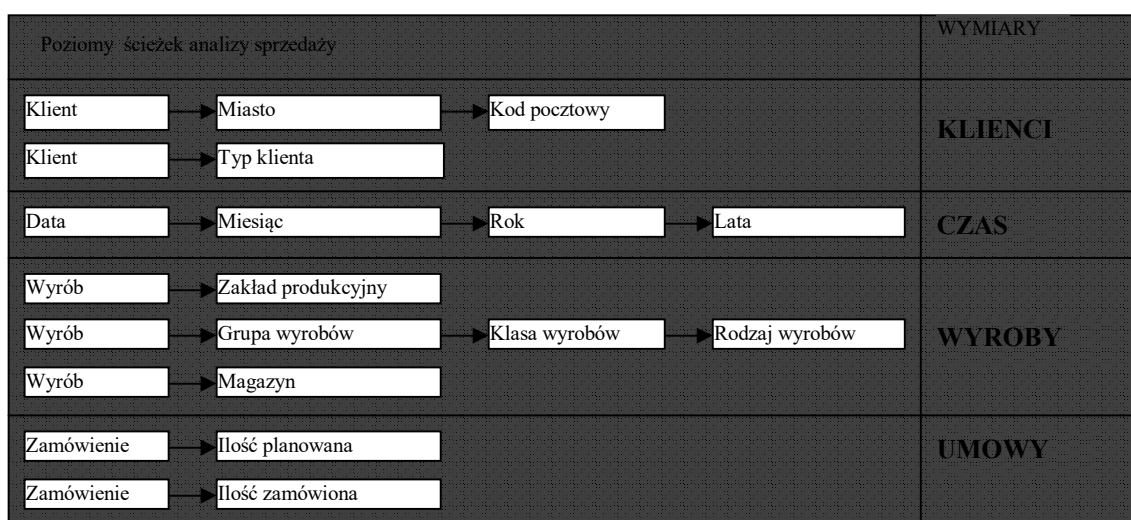 Poziomy ścieżek analizy sprzedaży WYMIARY
Klient Miasto Kod pocztowy
KLIENCI
Klient Typ klienta
Data Miesiąc Rok Lata CZAS
Wyrób Zakład produkcyjny
Wyrób Grupa wyrobów Klasa wyrobów Rodzaj wyrobów WYROBY
Wyrób Magazyn
Zamówienie Ilość planowana UMOWY
Zamówienie Ilość zamówiona